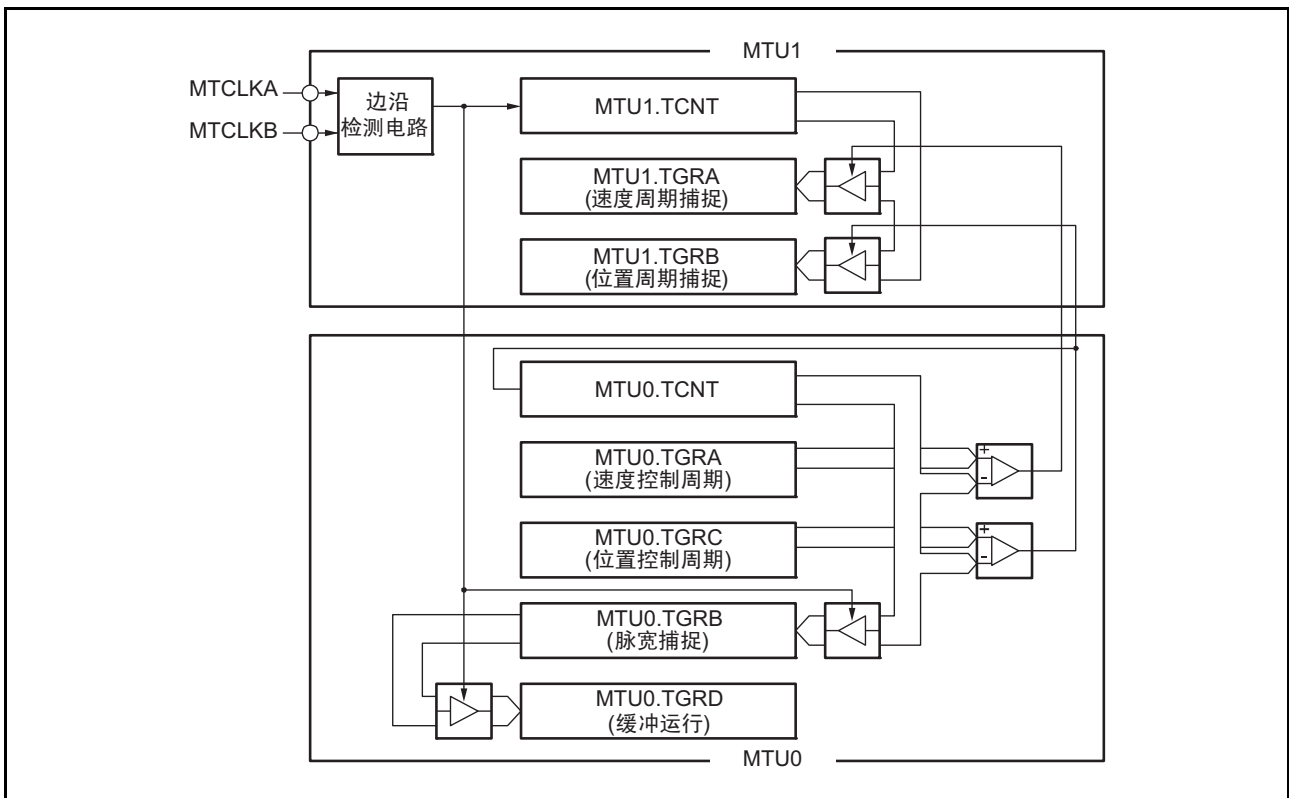 MTU1
MTCLKA
MTCLKB
边沿
检测电路
MTU1.TCNT
MTU1.TGRA
(速度周期捕捉)
MTU1.TGRB
(位置周期捕捉)
MTU0.TCNT
MTU0.TGRA
(速度控制周期)
+
-
MTU0.TGRC
(位置控制周期)
+
-
MTU0.TGRB
(脉宽捕捉)
MTU0.TGRD
(缓冲运行)
MTU0